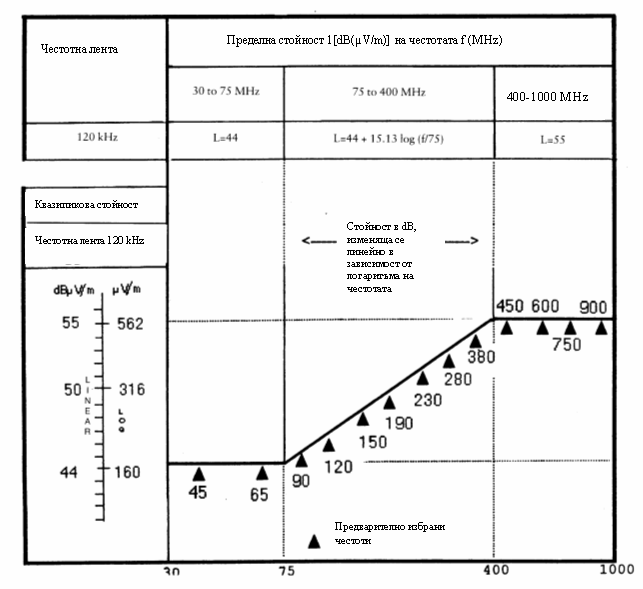 Честотна лента
Пределна стойност 1[dB(µV/m)] на честотата f (MHz)
30 to 75 MHz
75 to 400 MHz
400-1000 MHz
120 kHz
L=44
L=44 + 15.13 log (f/75)
L=55
Квазипикова стойност
Честотна лента 120 kHz
Стойност в dB,
изменяща се
линейно в
зависимост от
логаритъма на
честотата
dBµV/m
µV/m
55
562
50
316
44
160
LINEAR
LOG
450
600
900
750
380
280
230
190
150
120
90
65
45
Предварително избрани
честоти
30
75
400
1000